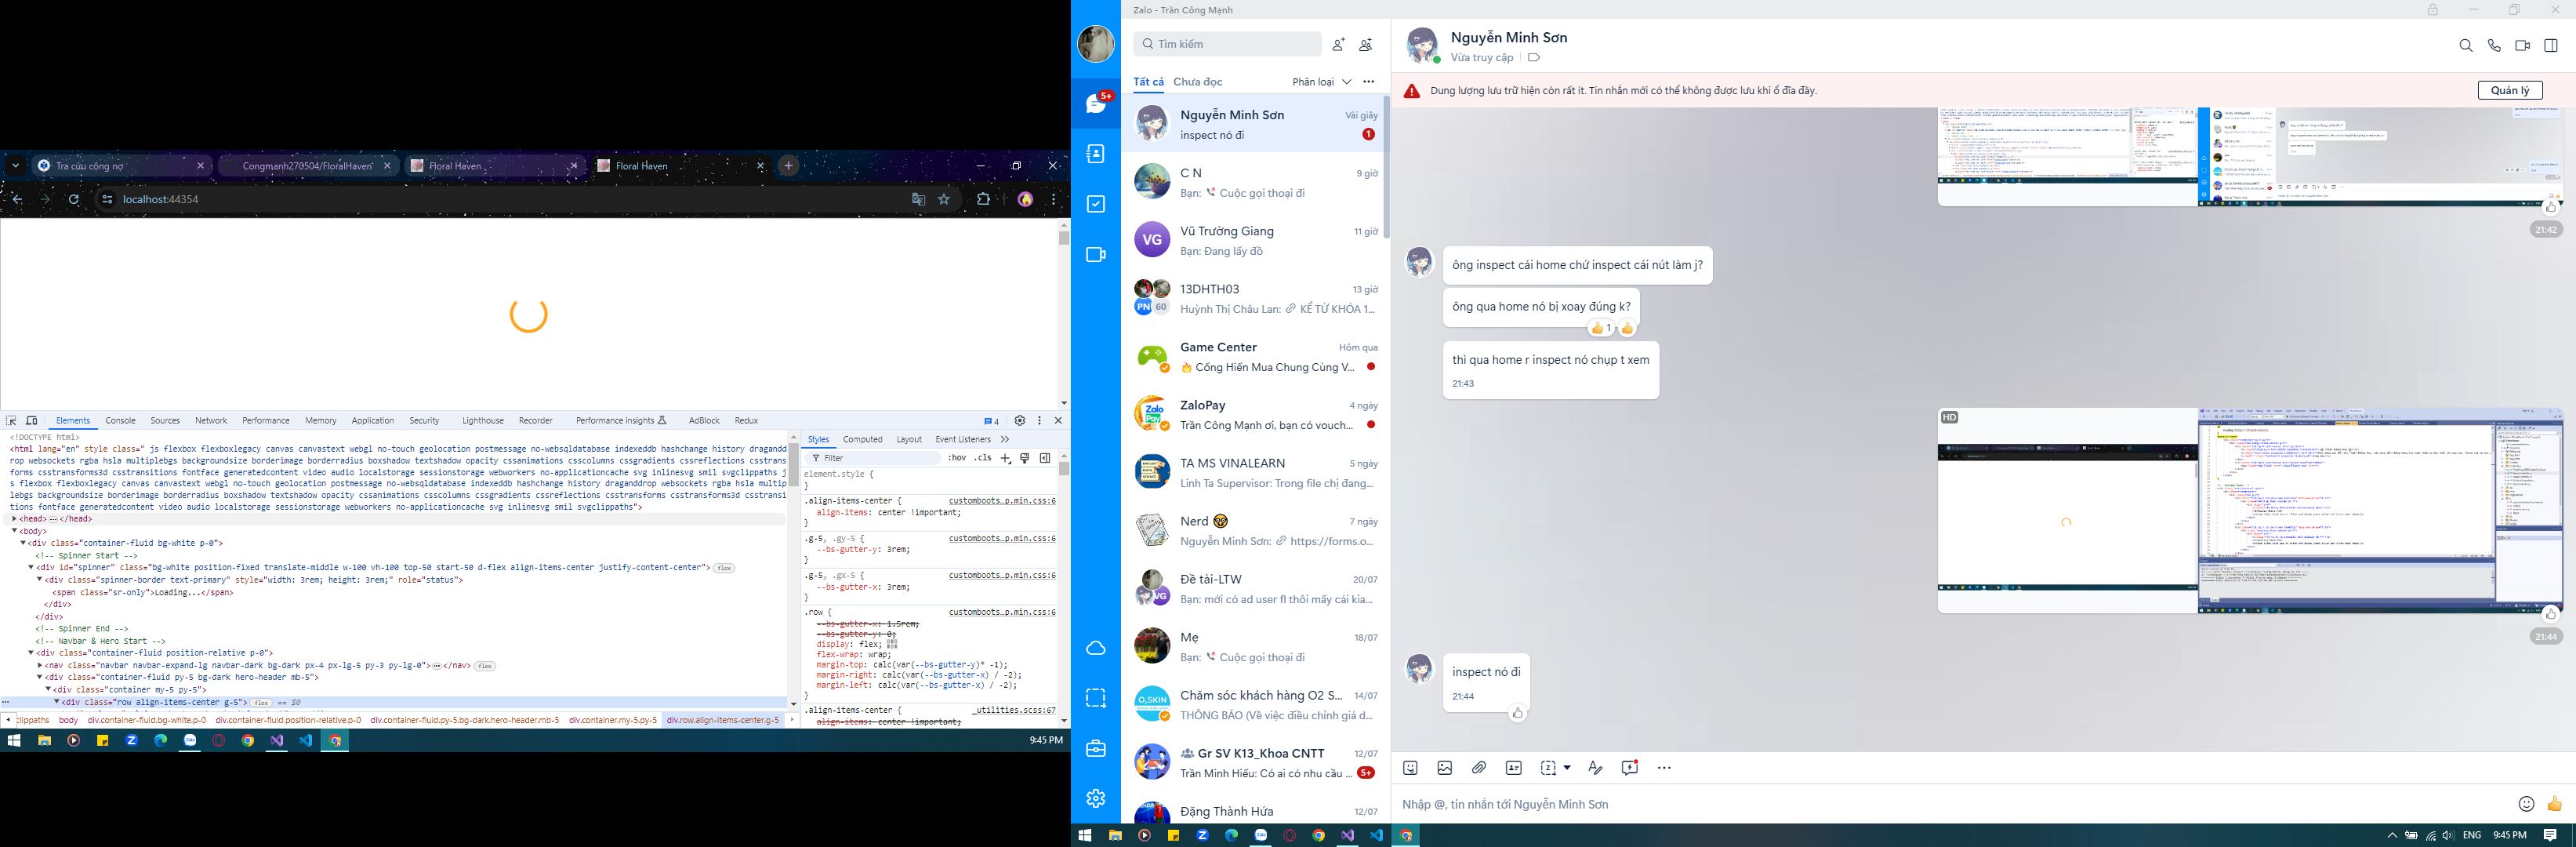 Tra cứu công nợ
Congmanh270504/FloralHaven
Floral Haven
Floral Haven
localhost:44354
Elements Console Sources Network Performance Memory Application Security Lighthouse Recorder Performance insights AdBlock Redux
4
<!DOCTYPE html>
<html lang="en" style class=" js flexbox flexboxlegacy canvas canvastext webgl no-touch geolocation postmessage no-websqldatabase indexeddb hashchange history draganddrop websockets rgba hsla multiplebgs backgroundsize borderimage borderradius boxshadow textshadow opacity cssanimations csscolumns cssgradients cssreflections csstransforms csstransforms3d csstransitions fontface generatedcontent video audio localstorage sessionstorage webworkers no-applicationcache svg inlinesvg smil svgclippaths j
s flexbox flexboxlegacy canvas canvastext webgl no-touch geolocation postmessage no-websqldatabase indexeddb hashchange history draganddrop websockets rgba hsla multip
lebgs backgroundsize borderimage borderradius boxshadow textshadow opacity cssanimations csscolumns cssgradients cssreflections csstransforms csstransforms3d csstransi
tions fontface generatedcontent video audio localstorage sessionstorage webworkers no-applicationcache svg inlinesvg smil svgclippaths">
<head> … </head>
<body>
<div class="container-fluid bg-white p-0">
<!-- Spinner Start -->
<div id="spinner" class="bg-white position-fixed translate-middle w-100 vh-100 top-50 start-50 d-flex align-items-center justify-content-center"> flex
<div class="spinner-border text-primary" style="width: 3rem; height: 3rem;" role="status">
<span class="sr-only">Loading...</span>
</div>
</div>
<!-- Spinner End -->
<!-- Navbar & Hero Start -->
<div class="container-fluid position-relative p-0">
<nav class="navbar navbar-expand-lg navbar-dark bg-dark px-4 px-lg-5 py-3 py-lg-0"> … </nav> flex
<div class="container-fluid py-5 bg-dark hero-header mb-5">
<div class="container my-5 py-5">
<div class="row align-items-center g-5"> flex == $0
clippaths body div.container-fluid.bg-white.p-0 div.container-fluid.position-relative.p-0 div.container-fluid.py-5.bg-dark.hero-header.mb-5 div.container.my-5.py-5 div.row.align-items-center.g-5
Styles Computed Layout Event Listeners
Filter :hov .cls
element.style {
}
.align-items-center { customboots…p.min.css:6
align-items: center !important;
}
.g-5, .gy-5 { customboots…p.min.css:6
--bs-gutter-y: 3rem;
}
.g-5, .gx-5 { customboots…p.min.css:6
--bs-gutter-x: 3rem;
}
.row { customboots…p.min.css:6
--bs-gutter-x: 1.5rem;
--bs-gutter-y: 0;
display: flex;
flex-wrap: wrap;
margin-top: calc(var(--bs-gutter-y)* -1);
margin-right: calc(var(--bs-gutter-x) / -2);
margin-left: calc(var(--bs-gutter-x) / -2);
}
.align-items-center { _utilities.scss:67
align-items: center !important;
9:45 PM
Zalo - Trần Công Mạnh
5+
Tìm kiếm
Tất cả Chưa đọc Phân loại
Nguyễn Minh Sơn Vài giây
inspect nó đi 1
C N 9 giờ
Bạn: Cuộc gọi thoại đi
VG
Vũ Trường Giang 11 giờ
Bạn: Đang lấy đồ
PN 60
13DHTH03 13 giờ
Huỳnh Thị Châu Lan: KỂ TỪ KHÓA 1...
Game Center Hôm qua
Cống Hiến Mua Chung Cùng V...
Zalo Pay
ZaloPay 4 ngày
Trần Công Mạnh ơi, bạn có vouch...
TA MS VINALEARN 5 ngày
Linh Ta Supervisor: Trong file chị đang...
Nerd 7 ngày
Nguyễn Minh Sơn: https://forms.o...
VG
Đề tài-LTW 20/07
Bạn: mới có ad user fl thôi mấy cái kia...
Mẹ 18/07
Bạn: Cuộc gọi thoại đi
O₂SKIN
Chăm sóc khách hàng O2 S... 14/07
THÔNG BÁO (Về việc điều chỉnh giá d...
Gr SV K13_Khoa CNTT 12/07
Trần Minh Hiếu: Có ai có nhu cầu ... 5+
Đặng Thành Hứa 12/07
Nguyễn Minh Sơn
Vừa truy cập
Dung lượng lưu trữ hiện còn rất ít. Tin nhắn mới có thể không được lưu khi ổ đĩa đầy.
Quản lý
21:42
ông inspect cái home chứ inspect cái nút làm j?
ông qua home nó bị xoay đúng k?
1
thì qua home r inspect nó chụp t xem
21:43
HD
21:44
inspect nó đi
21:44
Nhập @, tin nhắn tới Nguyễn Minh Sơn
ENG 9:45 PM